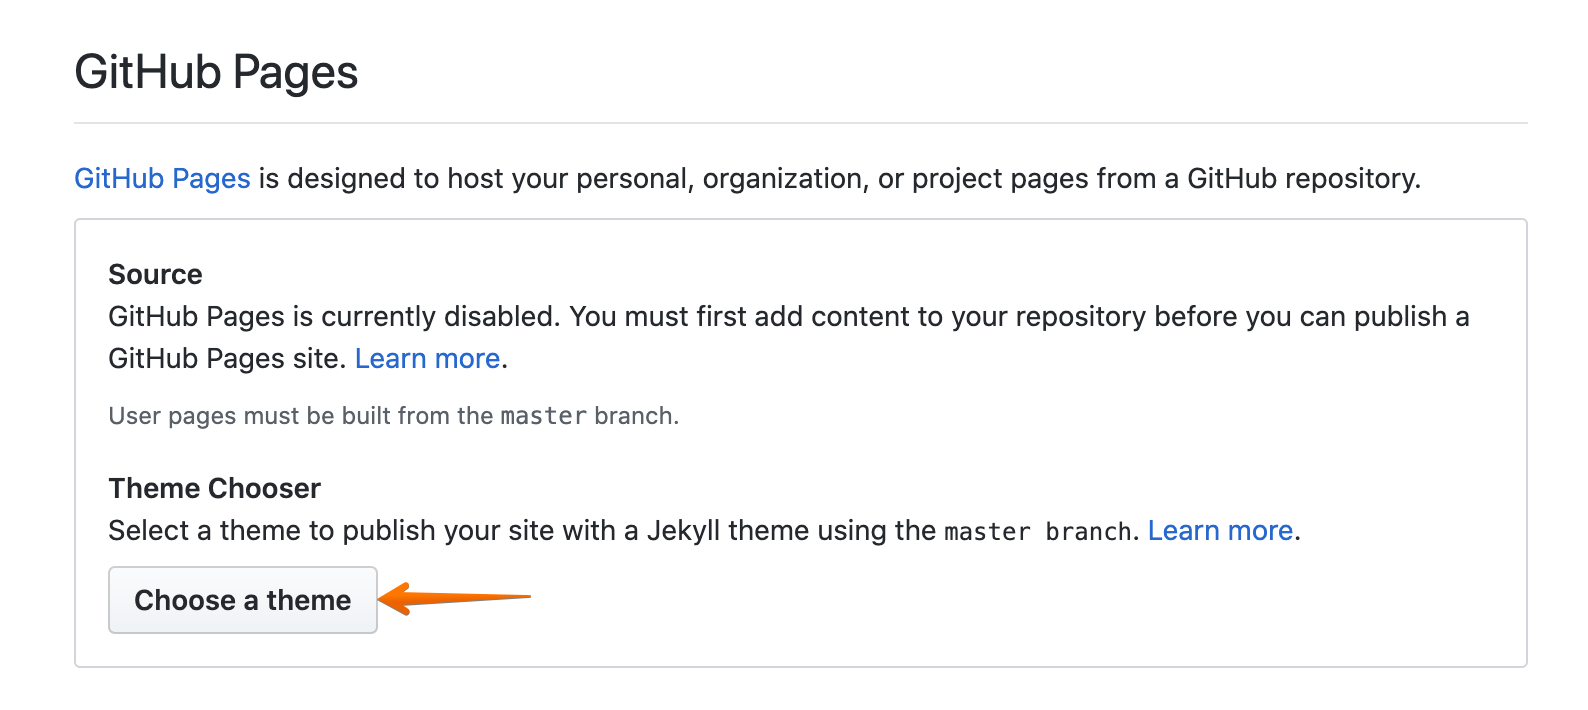 GitHub Pages
GitHub Pages is designed to host your personal, organization, or project pages from a GitHub repository.
Source
GitHub Pages is currently disabled. You must first add content to your repository before you can publish a
GitHub Pages site. Learn more.
User pages must be built from the master branch.
Theme Chooser
Select a theme to publish your site with a Jekyll theme using the master branch. Learn more.
Choose a theme